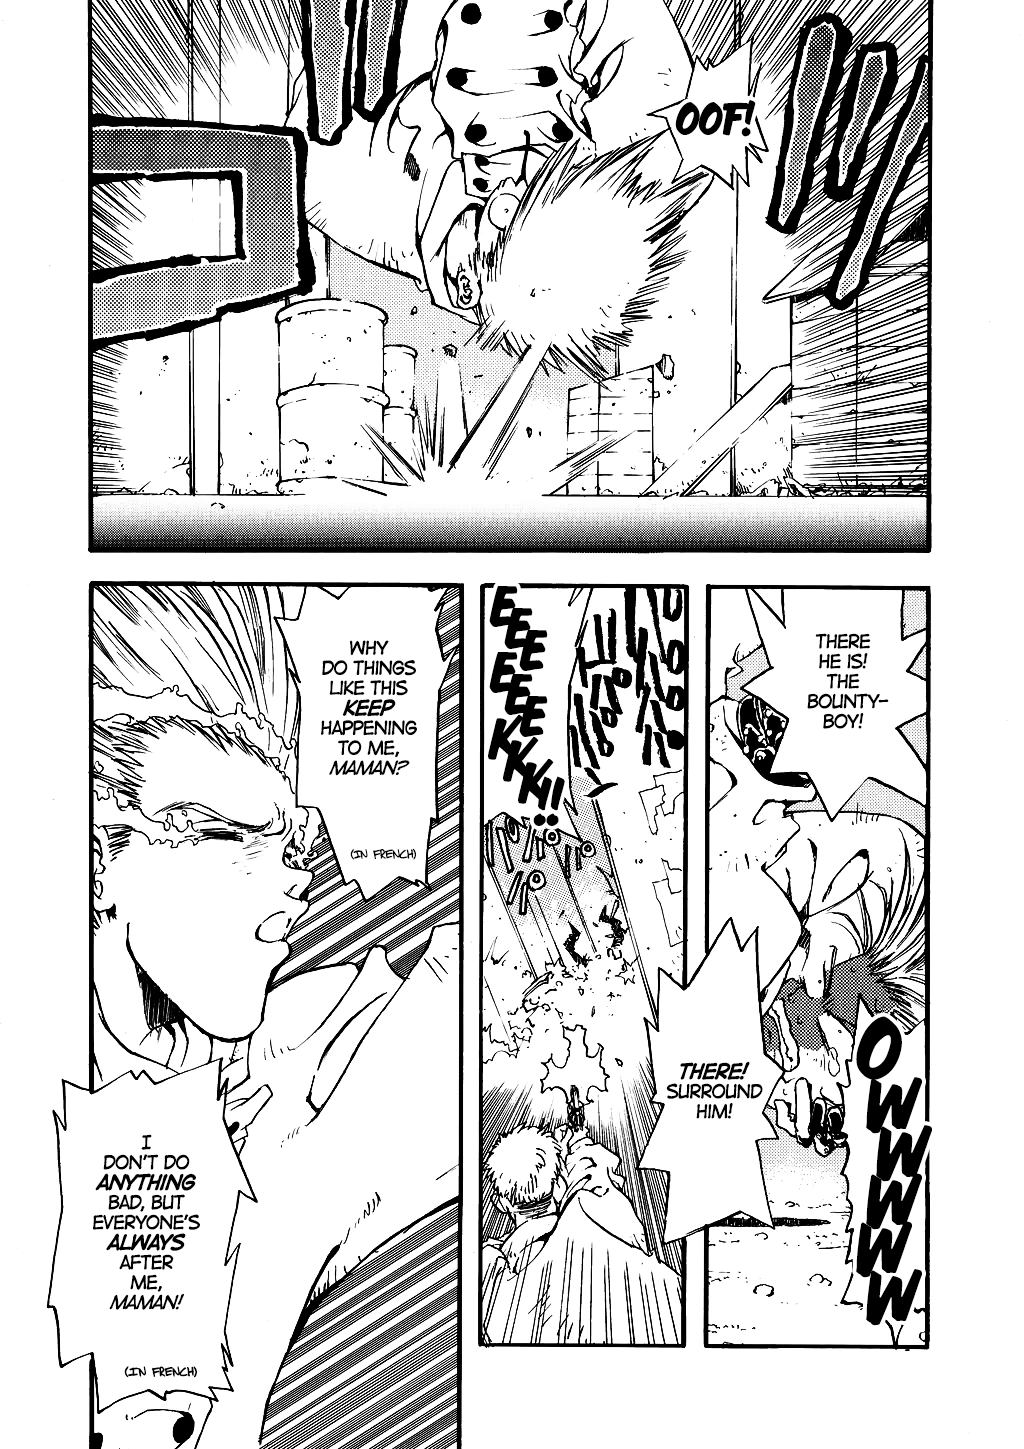 OOF!
THERE
HE IS!
THE
BOUNTY-
BOY!
OWWWWW
THERE!
SURROUND
HIM!
EEEEEEEKKKK!!
WHY
DO THINGS
LIKE THIS
KEEP
HAPPENING
TO ME,
MAMAN?
(IN FRENCH)
I
DON'T DO
ANYTHING
BAD, BUT
EVERYONE'S
ALWAYS
AFTER
ME,
MAMAN!
(IN FRENCH)